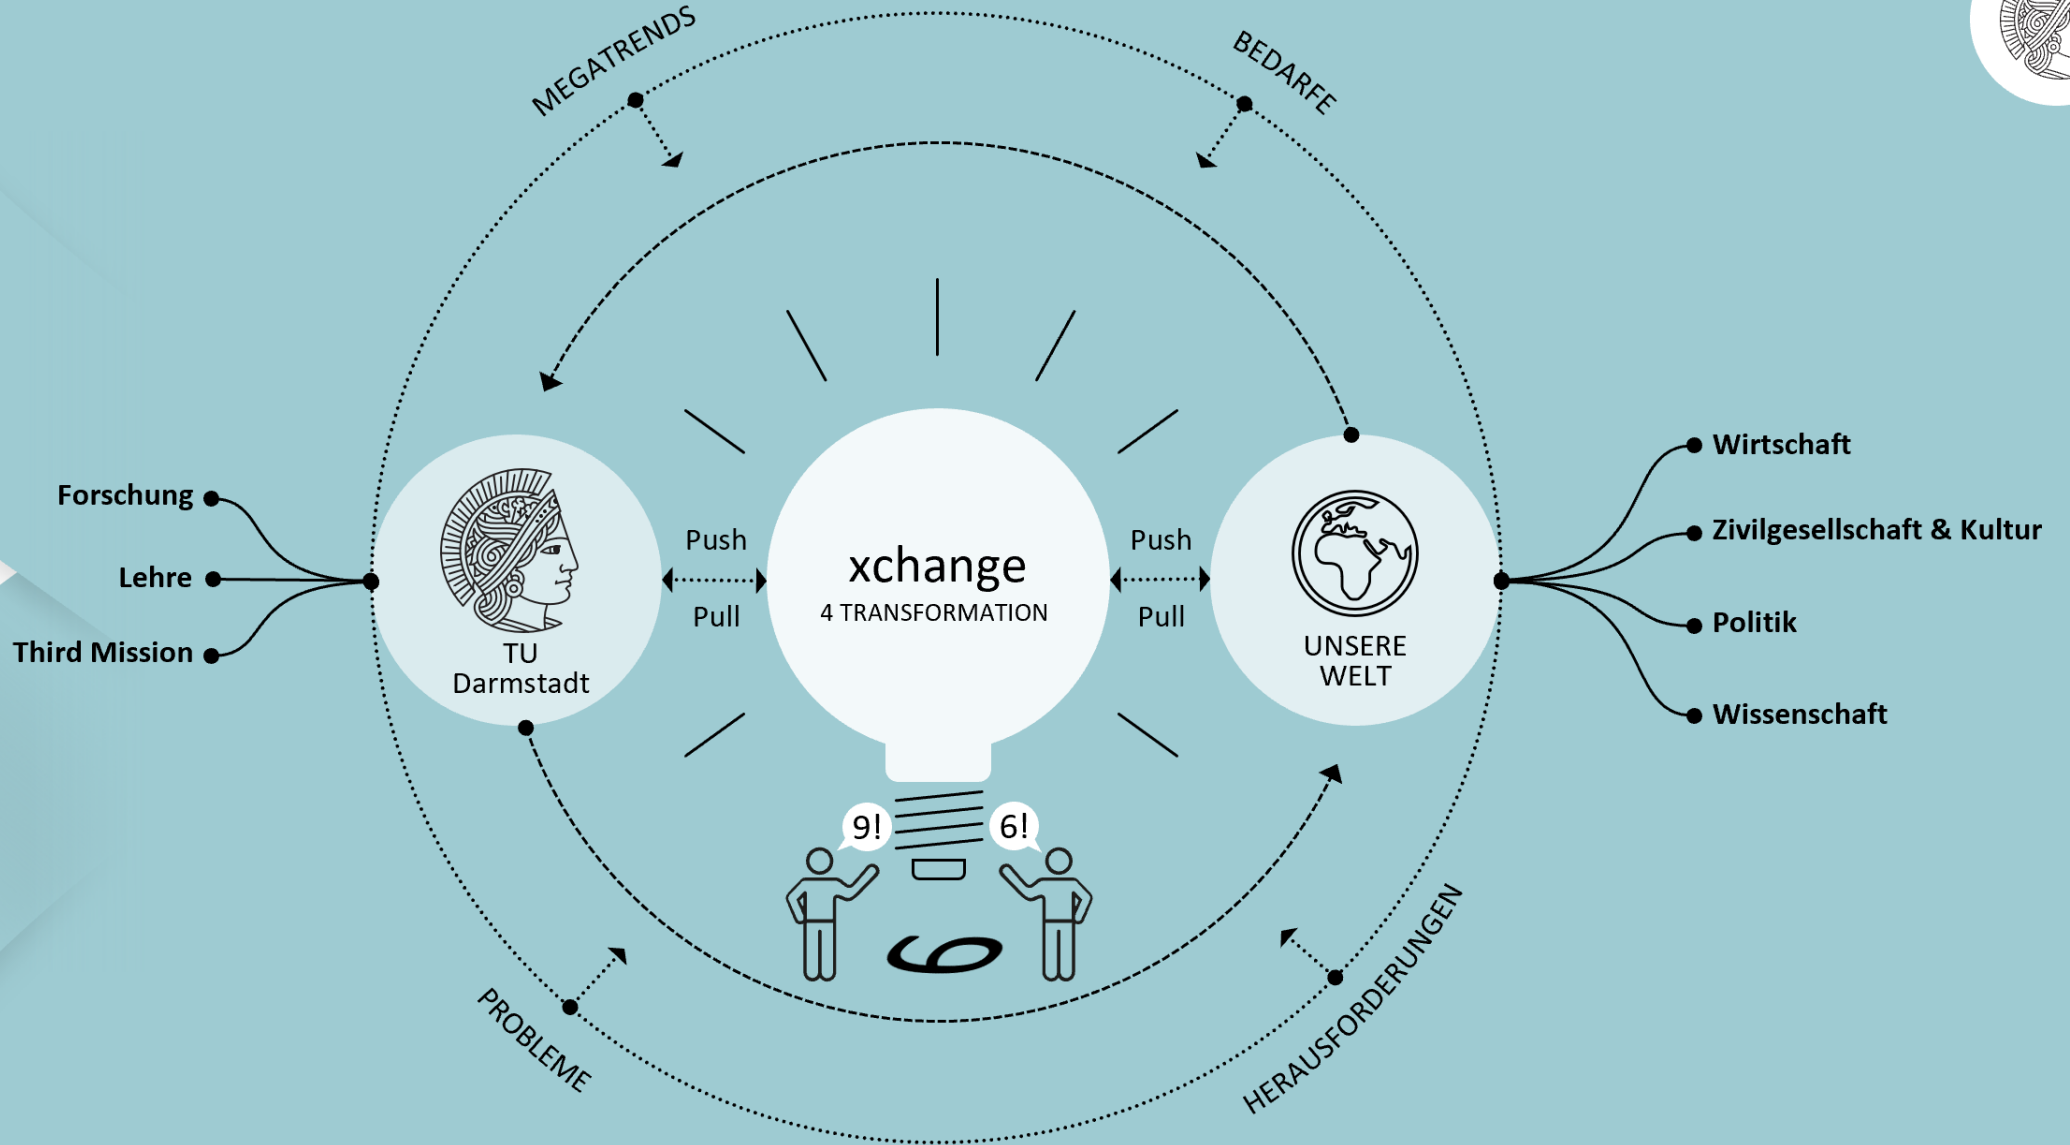 MEGATRENDS
BEDARFE
Forschung
Lehre
Third Mission
TU
Darmstadt
Push
Pull
xchange
4 TRANSFORMATION
Push
Pull
UNSERE
WELT
Wirtschaft
Zivilgesellschaft & Kultur
Politik
Wissenschaft
9!
6!
6
PROBLEME
HERAUSFORDERUNGEN